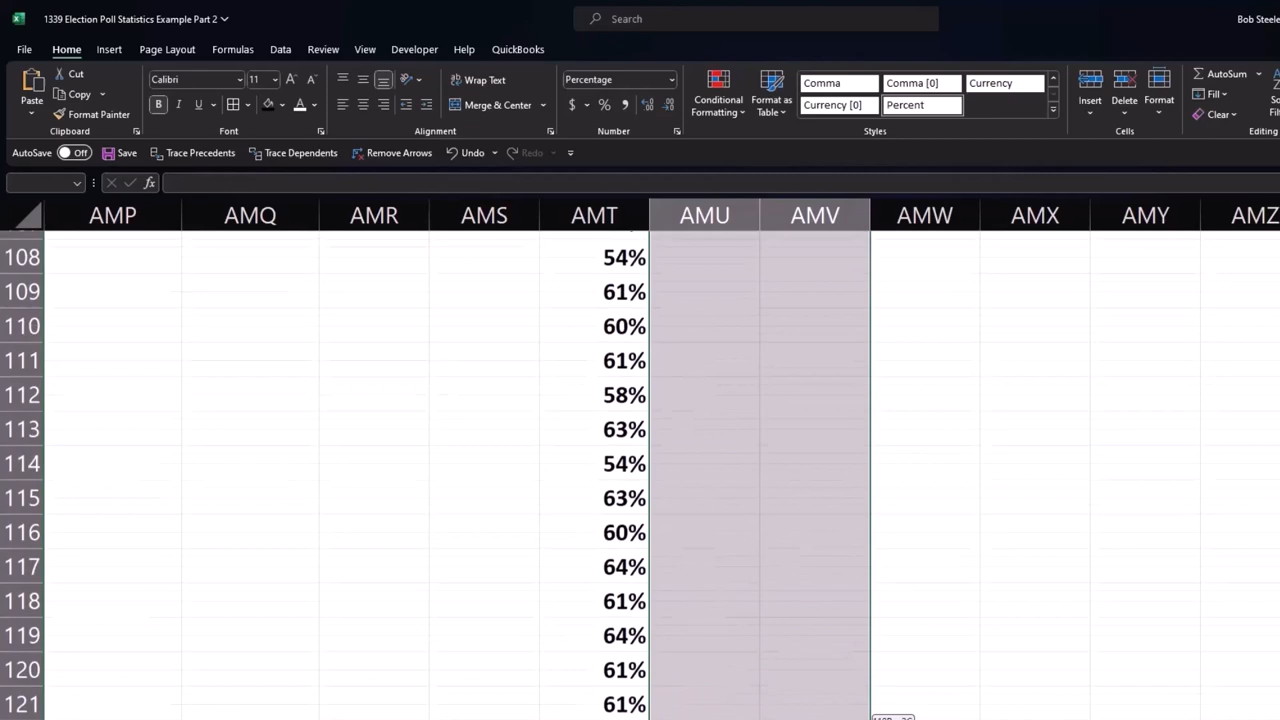 1339 Election Poll Statistics Example Part 2
Search
Bob Steele
File Home Insert Page Layout Formulas Data Review View Developer Help QuickBooks
Cut
Copy
Format Painter
Paste
Clipboard
Calibri 11
B I U
Font
Wrap Text
Merge & Center
Alignment
Percentage
$ %
Number
Conditional Formatting
Format as Table
Comma Comma [0] Currency
Currency [0] Percent
Styles
Insert Delete Format
Cells
AutoSum
Fill
Clear
Editing
AutoSave Off Save Trace Precedents Trace Dependents Remove Arrows Undo Redo
fx
AMP AMQ AMR AMS AMT AMU AMV AMW AMX AMY AMZ
108 54%
109 61%
110 60%
111 61%
112 58%
113 63%
114 54%
115 63%
116 60%
117 64%
118 61%
119 64%
120 61%
121 61%